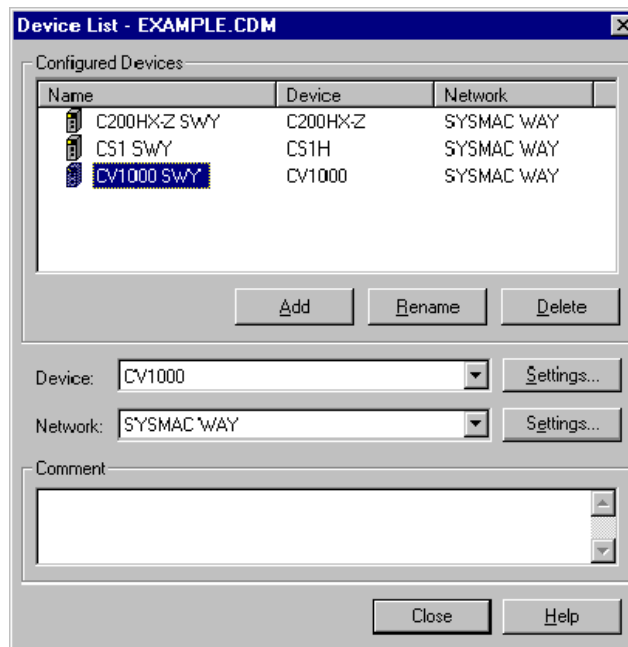 Device List - EXAMPLE.CDM
Configured Devices
Name Device Network
C200HX-Z SWY C200HX-Z SYSMAC WAY
CS1 SWY CS1H SYSMAC WAY
CV1000 SWY CV1000 SYSMAC WAY
Add Rename Delete
Device: CV1000 Settings...
Network: SYSMAC WAY Settings...
Comment
Close Help